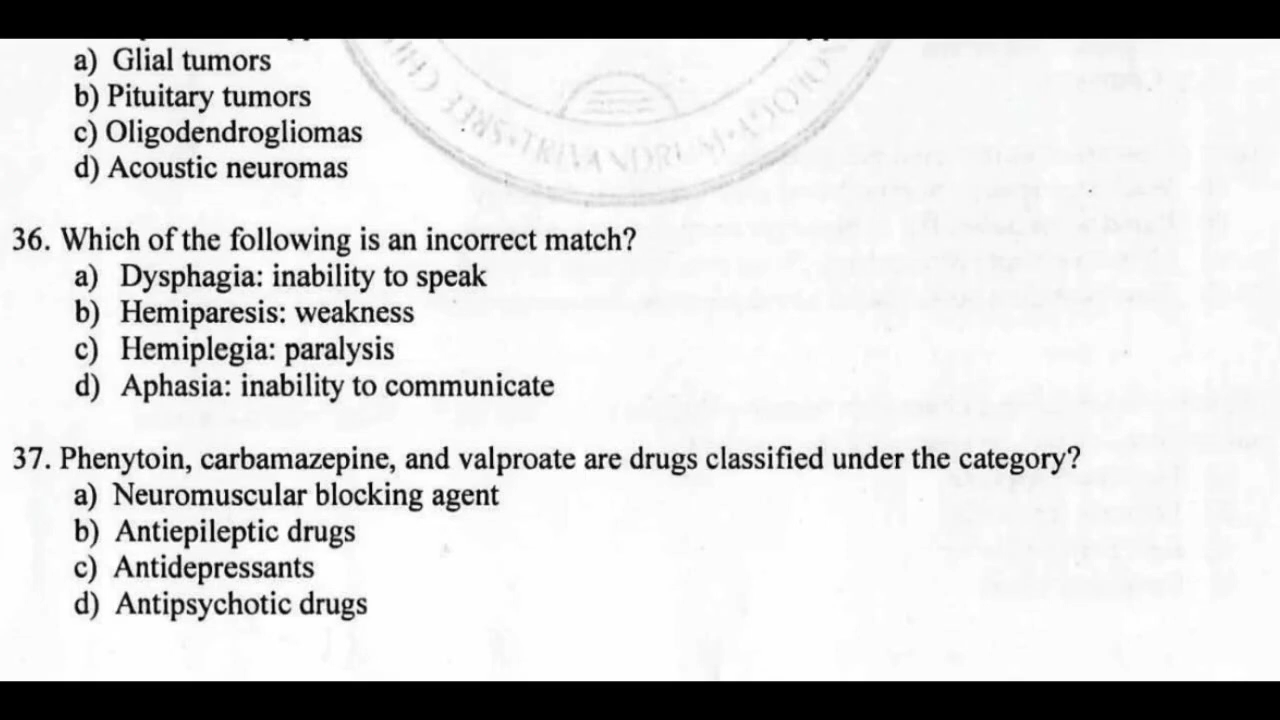 a) Glial tumors
b) Pituitary tumors
c) Oligodendrogliomas
d) Acoustic neuromas
36. Which of the following is an incorrect match?
a) Dysphagia: inability to speak
b) Hemiparesis: weakness
c) Hemiplegia: paralysis
d) Aphasia: inability to communicate
37. Phenytoin, carbamazepine, and valproate are drugs classified under the category?
a) Neuromuscular blocking agent
b) Antiepileptic drugs
c) Antidepressants
d) Antipsychotic drugs